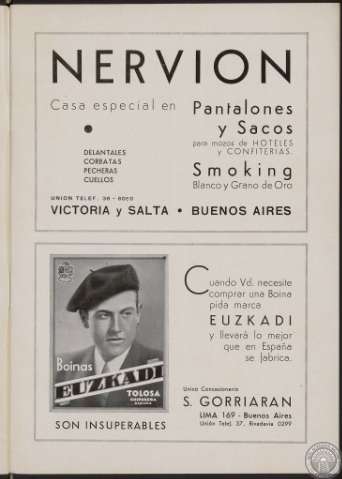 NERVION
Casa especial en
Pantalones
y Sacos
para mozos de HOTELES
y CONFITERIAS.
DELANTALES
CORBATAS
PECHERAS
CUELLOS
Smoking
Blanco y Grano de Oro
UNION TELEF. 38 -
VICTORIA y SALTA • BUENOS AIRES
Boinas
EUZKADI
TOLOSA
SON INSUPERABLES
Cuando Vd. necesite
comprar una Boina
pida marca
EUZKADI
y llevará lo mejor
que en España
se fabrica.
Unico Concesionario
S. GORRIARAN
LIMA 169 - Buenos Aires
Unión Telef. 37, Rivadavia 0299